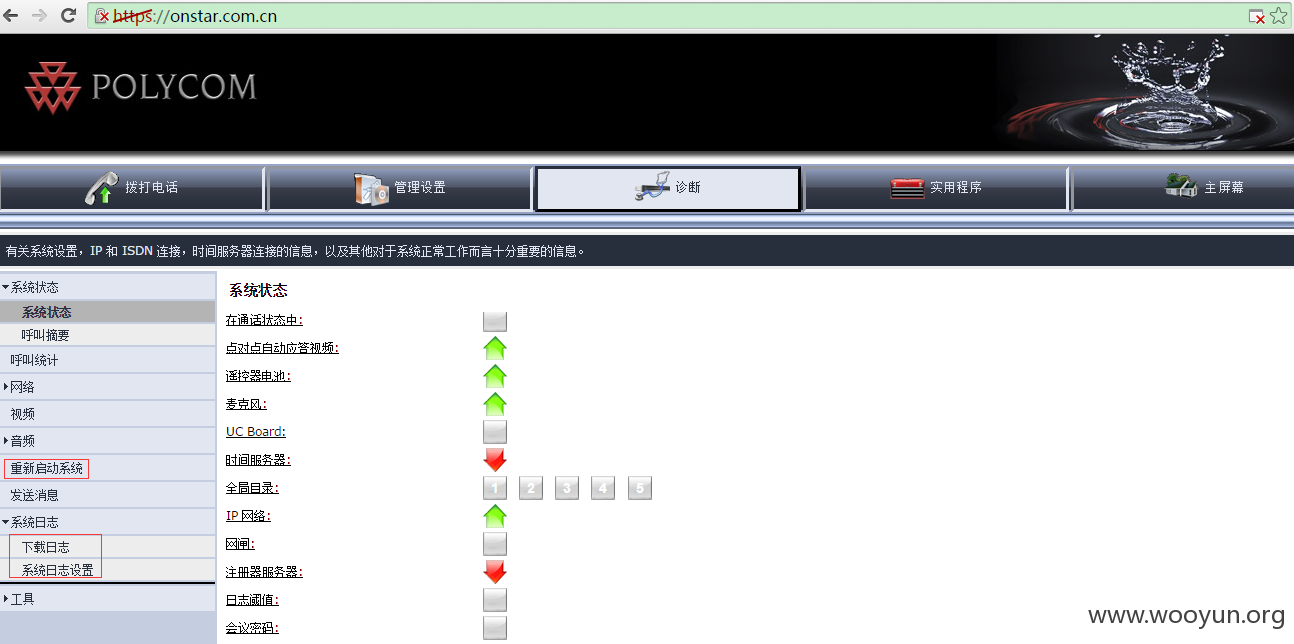 https://onstar.com.cn
POLYCOM
拨打电话 管理设置 诊断 实用程序 主屏幕
有关系统设置，IP 和 ISDN 连接，时间服务器连接的信息，以及其他对于系统正常工作而言十分重要的信息。
系统状态
系统状态
呼叫摘要
呼叫统计
网络
视频
音频
重新启动系统
发送消息
系统日志
下载日志
系统日志设置
工具
系统状态
在通话状态中:
点对点自动应答视频:
遥控器电池:
麦克风:
UC Board:
时间服务器:
全局目录: 1 2 3 4 5
IP 网络:
网闸:
注册器服务器:
日志阈值:
会议密码:
www.wooyun.org